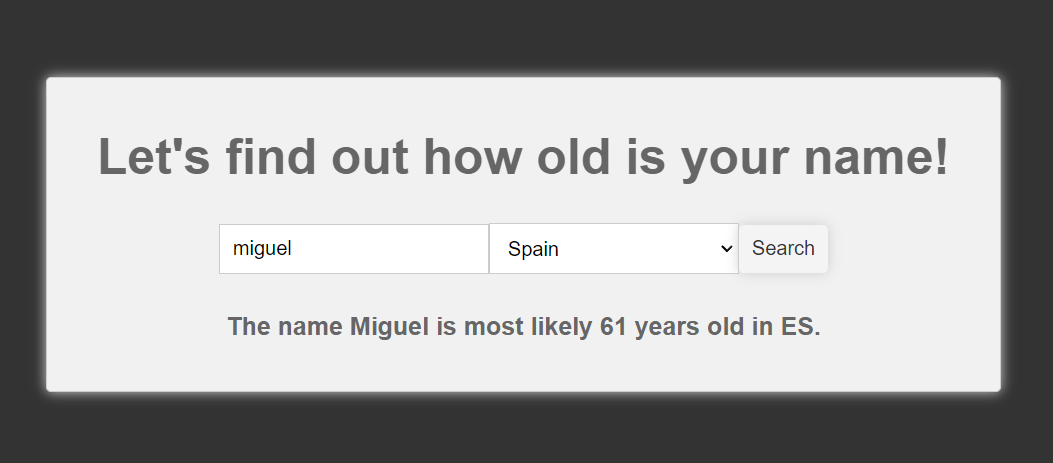 Let's find out how old is your name!
miguel Spain Search
The name Miguel is most likely 61 years old in ES.